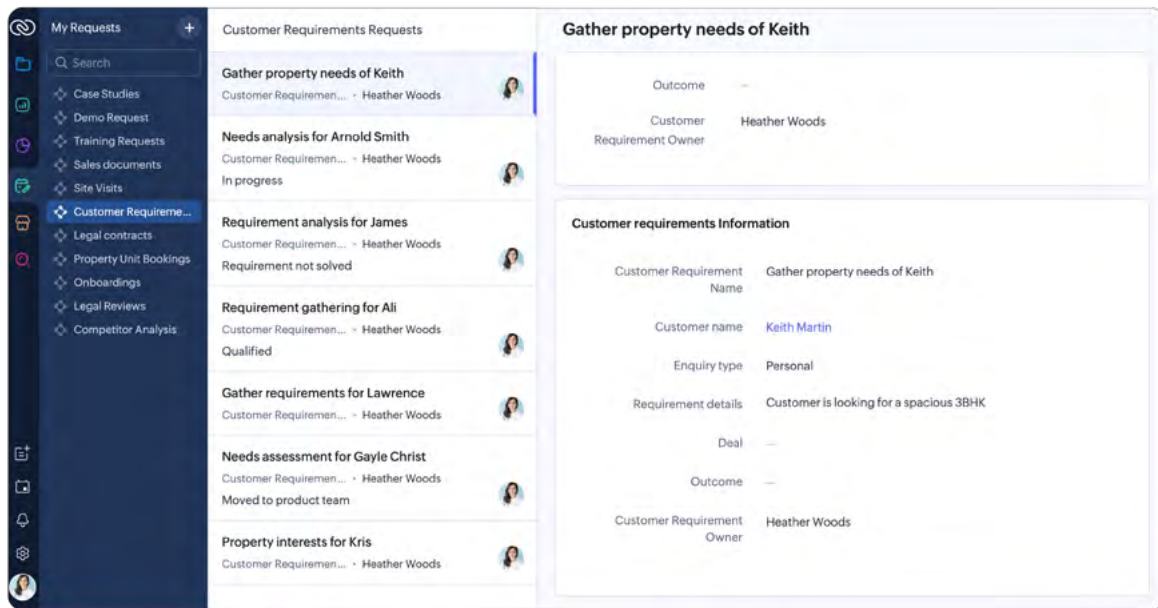 My Requests
+
Search
Case Studies
Demo Request
Training Requests
Sales documents
Site Visits
Customer Requireme...
Legal contracts
Property Unit Bookings
Onboardings
Legal Reviews
Competitor Analysis
Customer Requirements Requests
Gather property needs of Keith
Customer Requiremen... • Heather Woods
Needs analysis for Arnold Smith
Customer Requiremen... • Heather Woods
In progress
Requirement analysis for James
Customer Requiremen... • Heather Woods
Requirement not solved
Requirement gathering for Ali
Customer Requiremen... • Heather Woods
Qualified
Gather requirements for Lawrence
Customer Requiremen... • Heather Woods
Needs assessment for Gayle Christ
Customer Requiremen... • Heather Woods
Moved to product team
Property interests for Kris
Customer Requiremen... • Heather Woods
Gather property needs of Keith
Outcome —
Customer Requirement Owner Heather Woods
Customer requirements Information
Customer Requirement Name Gather property needs of Keith
Customer name Keith Martin
Enquiry type Personal
Requirement details Customer is looking for a spacious 3BHK
Deal —
Outcome —
Customer Requirement Owner Heather Woods